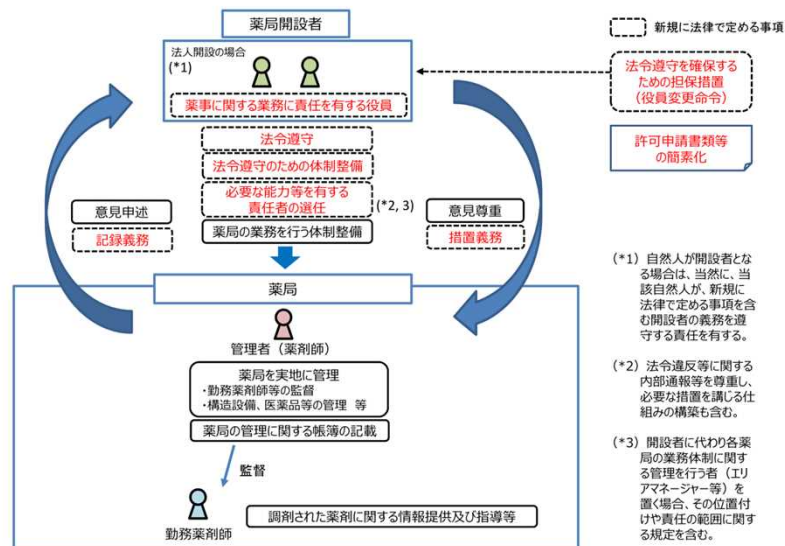 薬局開設者
法人開設の場合
(*1)
薬事に関する業務に責任を有する役員
法令遵守
法令遵守のための体制整備
必要な能力等を有する
責任者の選任
(*2, 3)
薬局の業務を行う体制整備
意見申述
記録義務
意見尊重
措置義務
新規に法律で定める事項
法令遵守を確保する
ための担保措置
(役員変更命令)
許可申請書類等
の簡素化
薬局
管理者(薬剤師)
薬局を実地に管理
・勤務薬剤師等の監督
・構造設備、医薬品等の管理 等
薬局の管理に関する帳簿の記載
監督
勤務薬剤師
調剤された薬剤に関する情報提供及び指導等
(*1)自然人が開設者とな
る場合は、当然に、当
該自然人が、新規に
法律で定める事項を含
む開設者の義務を遵
守する責任を有する。
(*2)法令違反等に関する
内部通報等を尊重し、
必要な措置を講じる仕
組みの構築も含む。
(*3)開設者に代わり各薬
局の業務体制に関する
管理を行う者(エリ
アマネージャー等)を
置く場合、その位置付
けや責任の範囲に関す
る規定を含む。